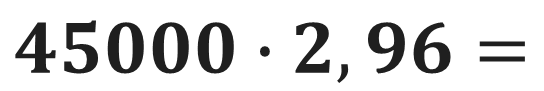 45000 · 2,96 =